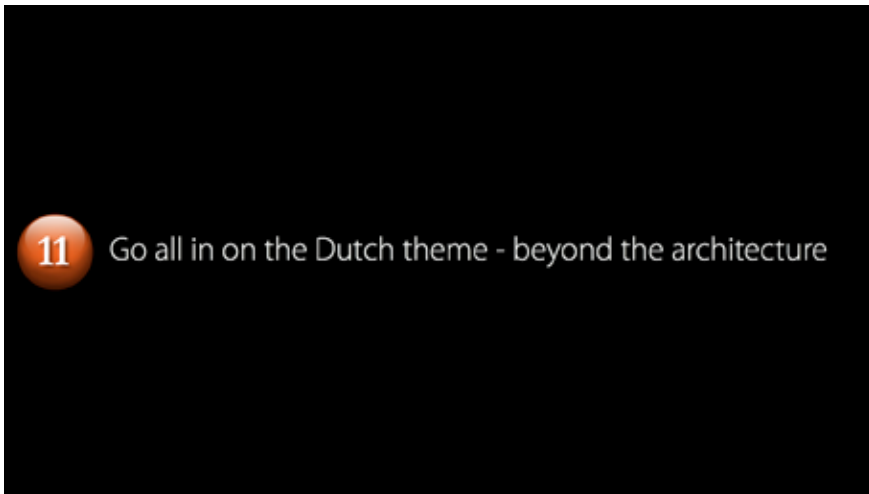 11 Go all in on the Dutch theme - beyond the architecture